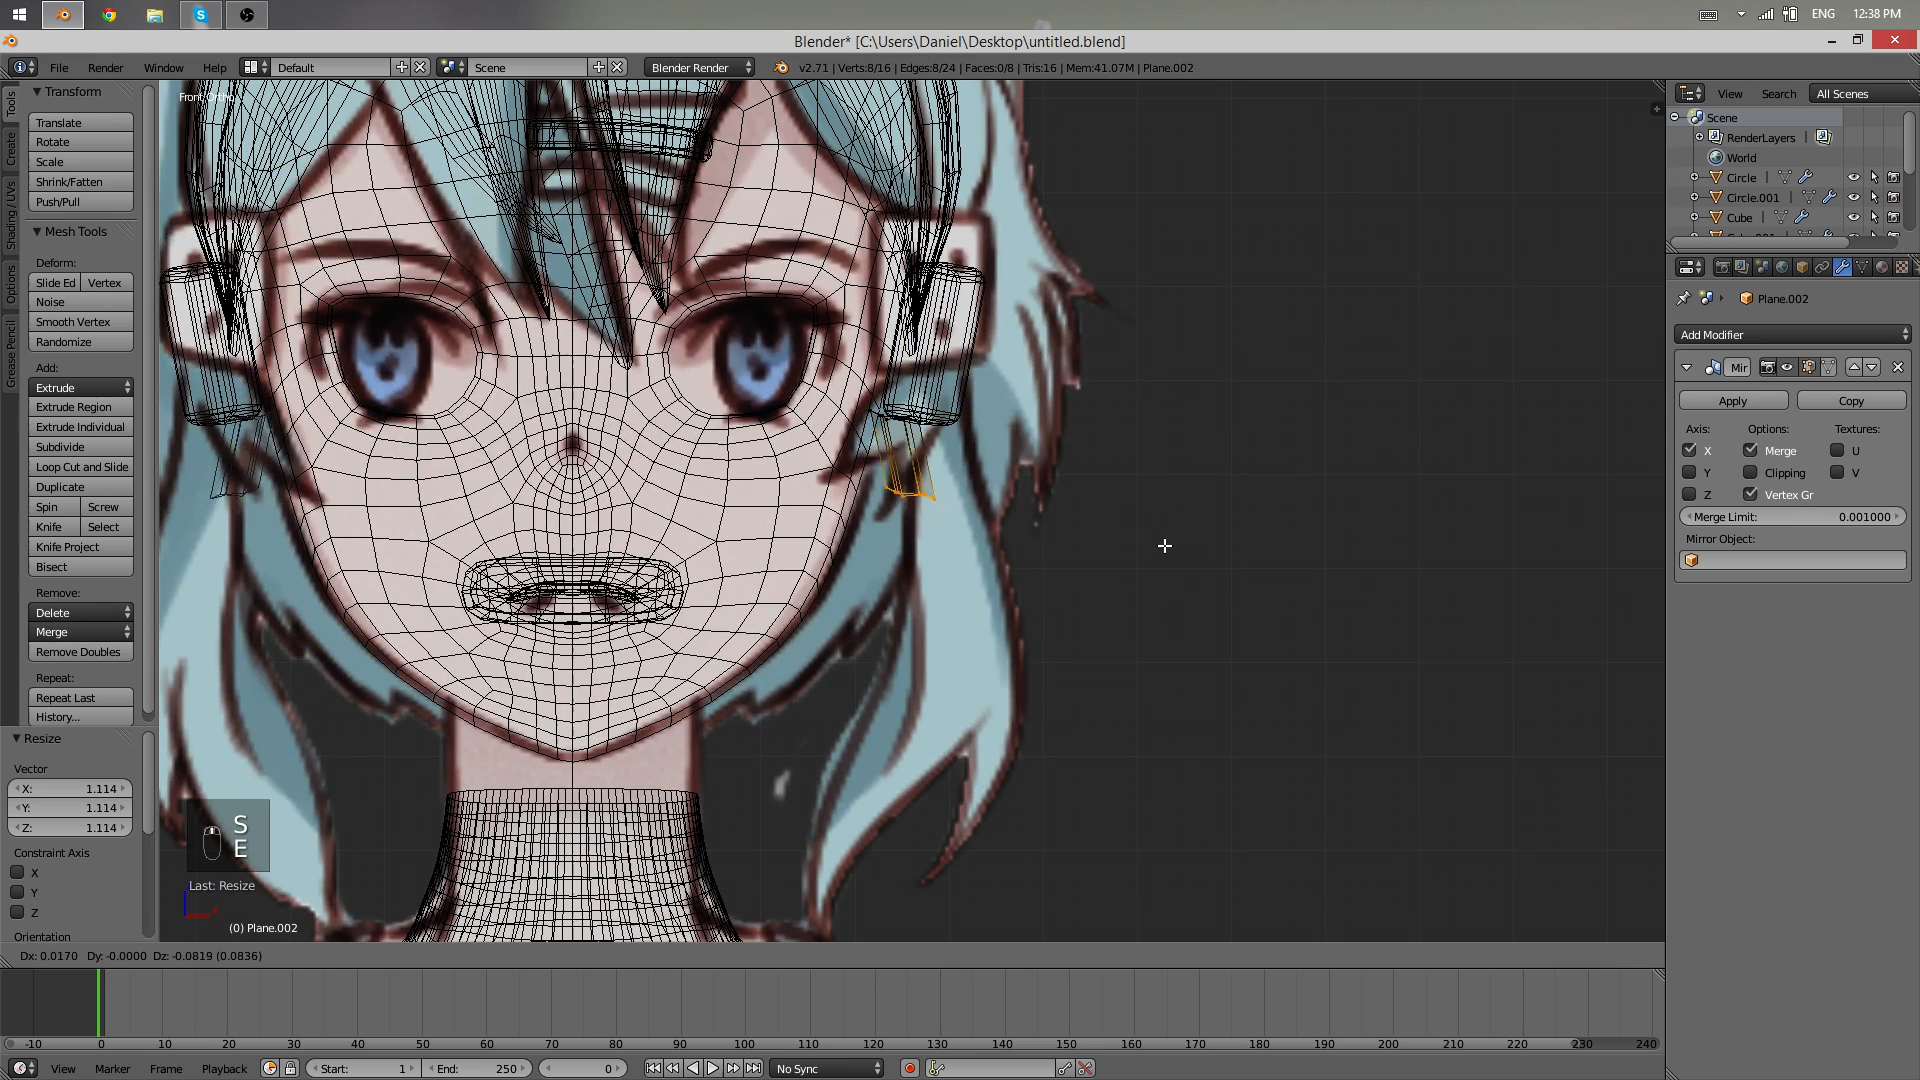 ENG 12:38 PM
Blender* [C:\Users\Daniel\Desktop\untitled.blend]
File Render Window Help Default Scene Blender Render v2.71 | Verts:8/16 | Edges:8/24 | Faces:0/8 | Tris:16 | Mem:41.07M | Plane.002
Tools
Create
Shading / UVs
Options
Grease Pencil
Transform
Translate
Rotate
Scale
Shrink/Fatten
Push/Pull
Mesh Tools
Deform:
Slide Ed Vertex
Noise
Smooth Vertex
Randomize
Add:
Extrude
Extrude Region
Extrude Individual
Subdivide
Loop Cut and Slide
Duplicate
Spin Screw
Knife Select
Knife Project
Bisect
Remove:
Delete
Merge
Remove Doubles
Repeat:
Repeat Last
History...
Resize
Vector
X: 1.114
Y: 1.114
Z: 1.114
Constraint Axis
X
Y
Z
Orientation
Front Ortho
S
E
Last: Resize
(0) Plane.002
Dx: 0.0170 Dy: -0.0000 Dz: -0.0819 (0.0836)
View Search All Scenes
Scene
RenderLayers
World
Circle
Circle.001
Cube
Plane.002
Add Modifier
Mir
Apply Copy
Axis: Options: Textures:
X Merge U
Y Clipping V
Z Vertex Gr
Merge Limit: 0.001000
Mirror Object:
-10 0 10 20 30 40 50 60 70 80 90 100 110 120 130 140 150 160 170 180 190 200 210 220 230 240
View Marker Frame Playback Start: 1 End: 250 0 No Sync